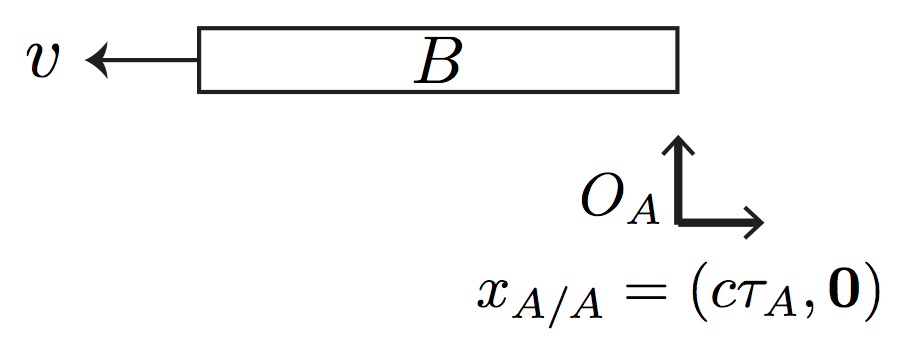 v B
O_A
x_{A/A} = (cτ_A, 𝟎)